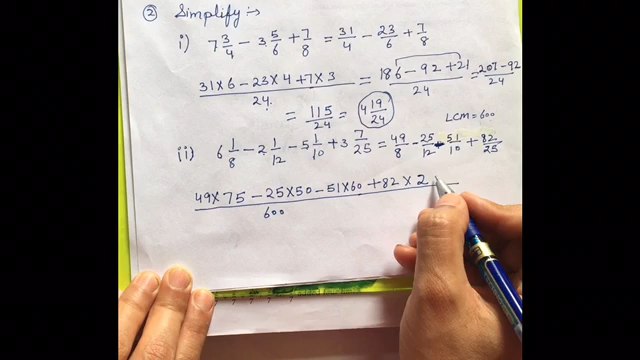 ② Simplify :-
i) 7 3/4 - 3 5/6 + 7/8 = 31/4 - 23/6 + 7/8
(31×6 - 23×4 + 7×3)/24 = (186 - 92 + 21)/24 = (207 - 92)/24
= 115/24 = 4 19/24
LCM = 600
ii) 6 1/8 - 2 1/12 - 5 1/10 + 3 7/25 = 49/8 - 25/12 - 51/10 + 82/25
(49×75 - 25×50 - 51×60 + 82×2)/600